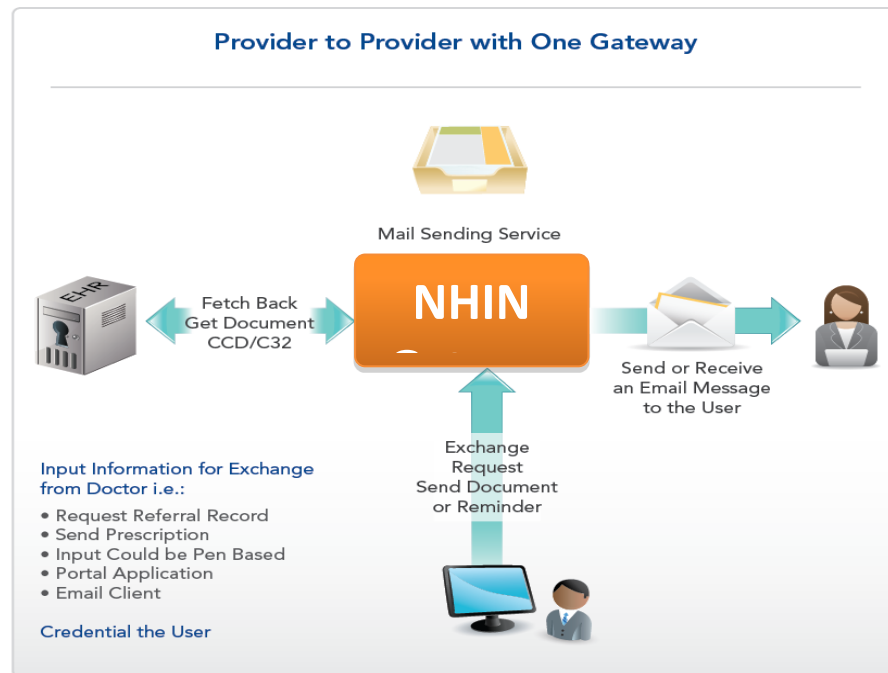 Provider to Provider with One Gateway
Mail Sending Service
EHR
Fetch Back
Get Document
CCD/C32
NHIN
Send or Receive
an Email Message
to the User
Exchange
Request
Send Document
or Reminder
Input Information for Exchange
from Doctor i.e.:
• Request Referral Record
• Send Prescription
• Input Could be Pen Based
• Portal Application
• Email Client
Credential the User